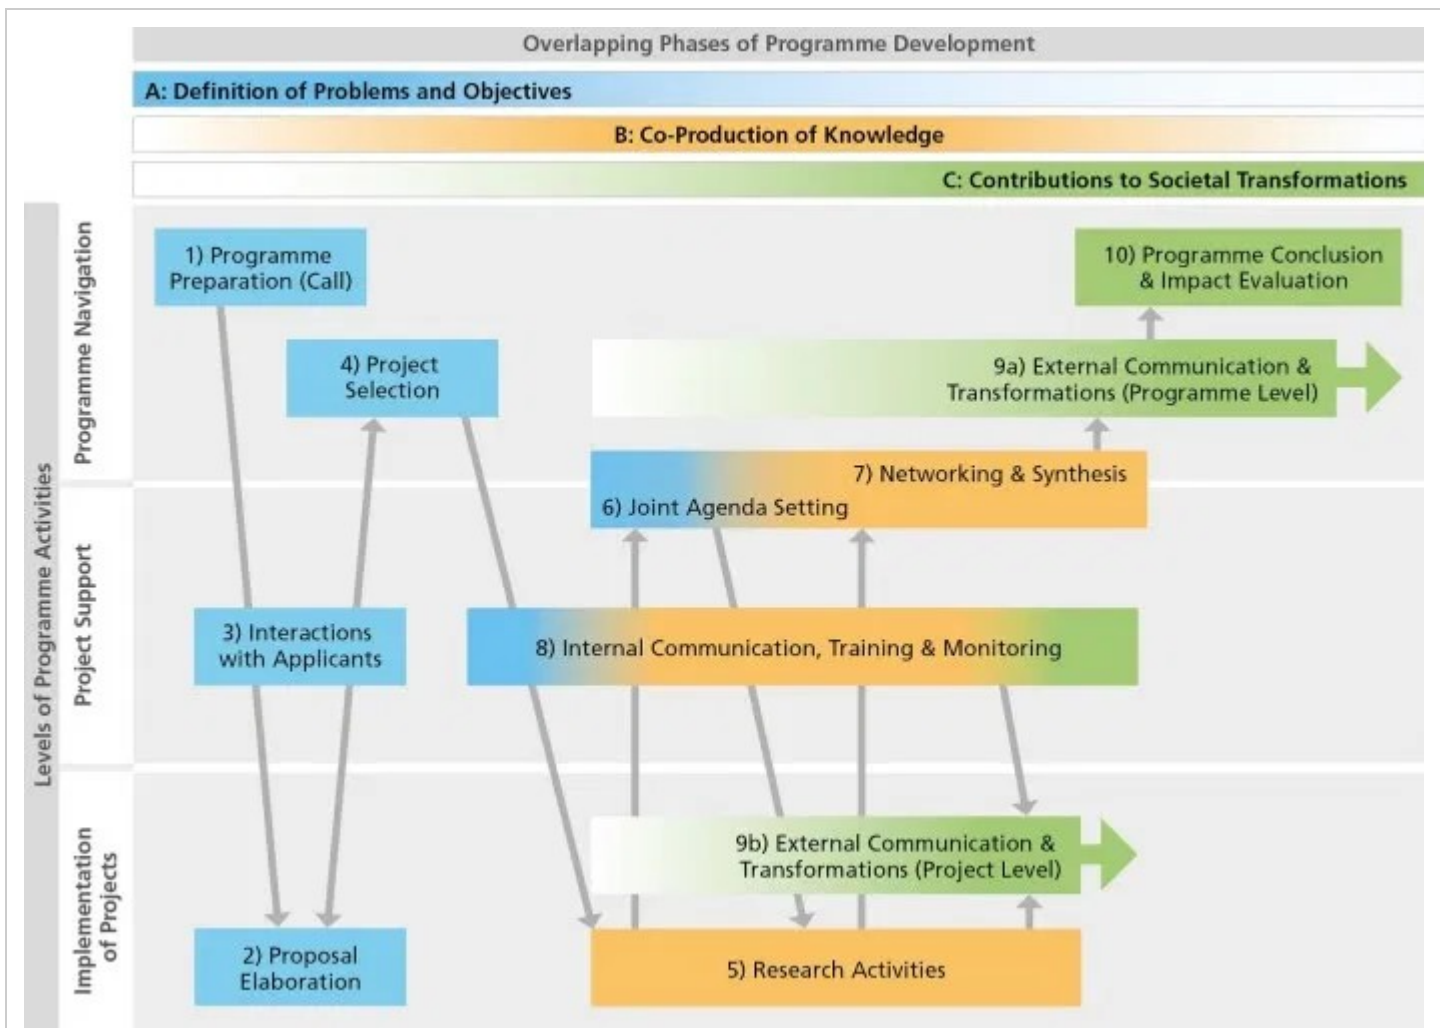 Overlapping Phases of Programme Development
A: Definition of Problems and Objectives
B: Co-Production of Knowledge
C: Contributions to Societal Transformations
Levels of Programme Activities
Programme Navigation
1) Programme
Preparation (Call)
10) Programme Conclusion
& Impact Evaluation
4) Project
Selection
9a) External Communication &
Transformations (Programme Level)
7) Networking & Synthesis
6) Joint Agenda Setting
Project Support
3) Interactions
with Applicants
8) Internal Communication, Training & Monitoring
Implementation
of Projects
9b) External Communication &
Transformations (Project Level)
2) Proposal
Elaboration
5) Research Activities